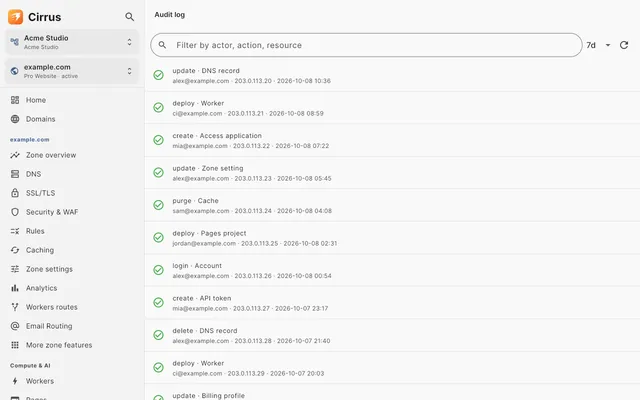 Cirrus
Acme Studio
Acme Studio
example.com
Pro Website · active
Home
Domains
example.com
Zone overview
DNS
SSL/TLS
Security & WAF
Rules
Caching
Zone settings
Analytics
Workers routes
Email Routing
More zone features
Compute & AI
Workers
Pages
Audit log
Filter by actor, action, resource
7d
update · DNS record
alex@example.com · 203.0.113.20 · 2026-10-08 10:36
deploy · Worker
ci@example.com · 203.0.113.21 · 2026-10-08 08:59
create · Access application
mia@example.com · 203.0.113.22 · 2026-10-08 07:22
update · Zone setting
alex@example.com · 203.0.113.23 · 2026-10-08 05:45
purge · Cache
sam@example.com · 203.0.113.24 · 2026-10-08 04:08
deploy · Pages project
jordan@example.com · 203.0.113.25 · 2026-10-08 02:31
login · Account
alex@example.com · 203.0.113.26 · 2026-10-08 00:54
create · API token
mia@example.com · 203.0.113.27 · 2026-10-07 23:17
delete · DNS record
alex@example.com · 203.0.113.28 · 2026-10-07 21:40
deploy · Worker
ci@example.com · 203.0.113.29 · 2026-10-07 20:03
update · Billing profile